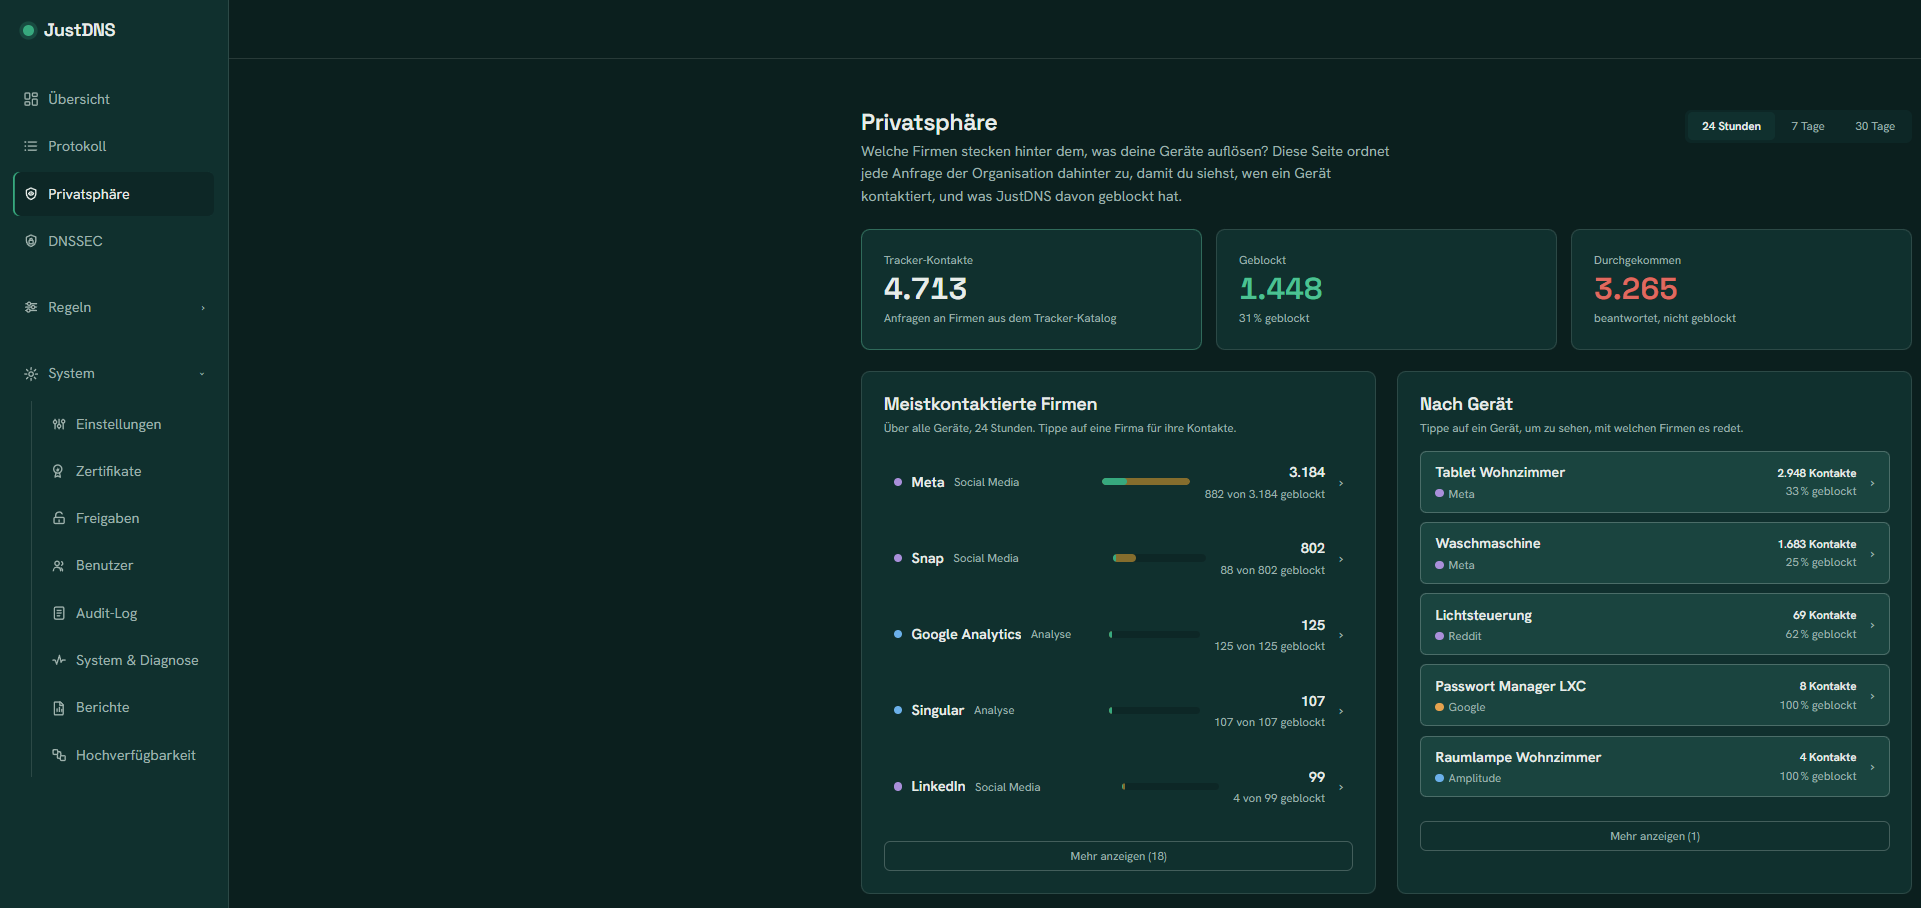 JustDNS
Übersicht
Protokoll
Privatsphäre
DNSSEC
Regeln
System
Einstellungen
Zertifikate
Freigaben
Benutzer
Audit-Log
System & Diagnose
Berichte
Hochverfügbarkeit
Privatsphäre
Welche Firmen stecken hinter dem, was deine Geräte auflösen? Diese Seite ordnet
jede Anfrage der Organisation dahinter zu, damit du siehst, wen ein Gerät
kontaktiert, und was JustDNS davon geblockt hat.
24 Stunden 7 Tage 30 Tage
Tracker-Kontakte
4.713
Anfragen an Firmen aus dem Tracker-Katalog
Geblockt
1.448
31 % geblockt
Durchgekommen
3.265
beantwortet, nicht geblockt
Meistkontaktierte Firmen
Über alle Geräte, 24 Stunden. Tippe auf eine Firma für ihre Kontakte.
Meta Social Media 3.184
882 von 3.184 geblockt
Snap Social Media 802
88 von 802 geblockt
Google Analytics Analyse 125
125 von 125 geblockt
Singular Analyse 107
107 von 107 geblockt
LinkedIn Social Media 99
4 von 99 geblockt
Mehr anzeigen (18)
Nach Gerät
Tippe auf ein Gerät, um zu sehen, mit welchen Firmen es redet.
Tablet Wohnzimmer 2.948 Kontakte
Meta 33 % geblockt
Waschmaschine 1.683 Kontakte
Meta 25 % geblockt
Lichtsteuerung 69 Kontakte
Reddit 62 % geblockt
Passwort Manager LXC 8 Kontakte
Google 100 % geblockt
Raumlampe Wohnzimmer 4 Kontakte
Amplitude 100 % geblockt
Mehr anzeigen (1)